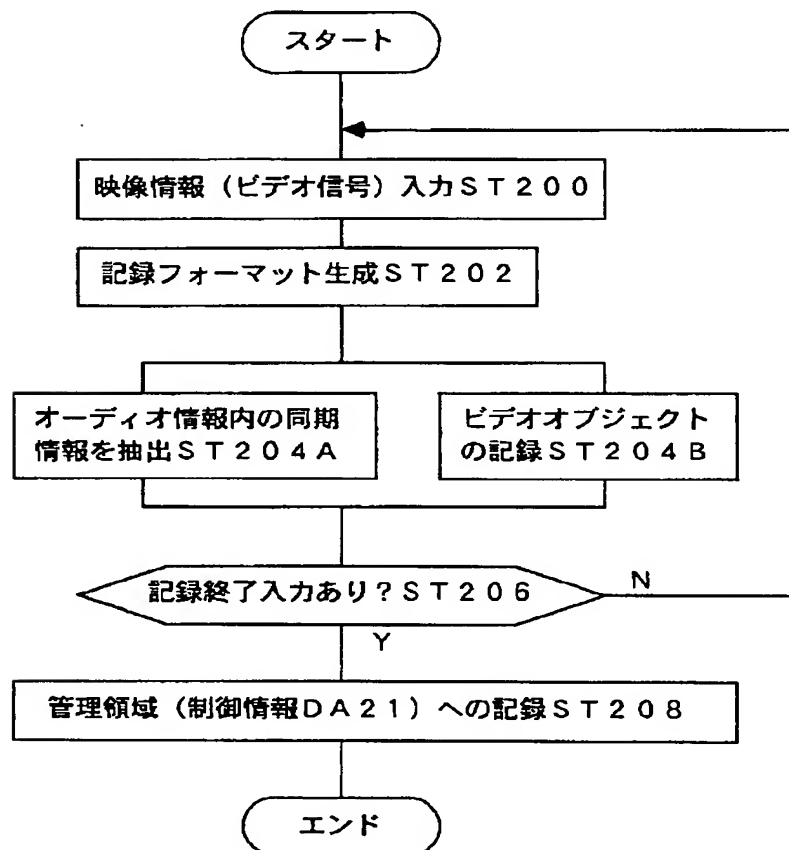 スタート
映像情報（ビデオ信号）入力ＳＴ２００
記録フォーマット生成ＳＴ２０２
オーディオ情報内の同期
情報を抽出ＳＴ２０４Ａ
ビデオオブジェクト
の記録ＳＴ２０４Ｂ
記録終了入力あり？ＳＴ２０６
N
Y
管理領域（制御情報ＤＡ２１）への記録ＳＴ２０８
エンド